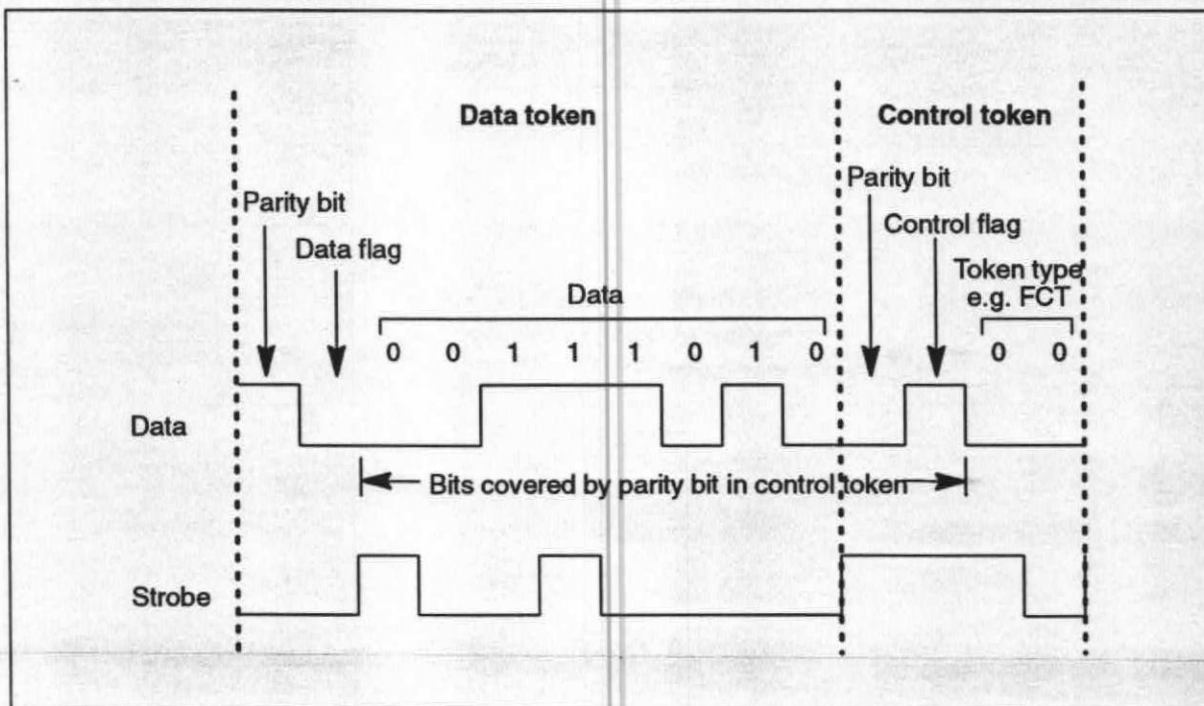 Data token
Control token
Parity bit
Parity bit
Data flag
Control flag
Data
Token type
e.g. FCT
0 0 1 1 1 0 1 0
0 0
Data
Bits covered by parity bit in control token
Strobe